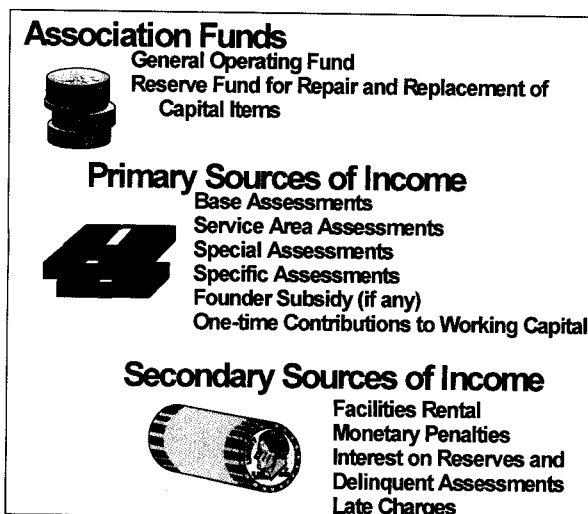 Association Funds
General Operating Fund
Reserve Fund for Repair and Replacement of
Capital Items
Primary Sources of Income
Base Assessments
Service Area Assessments
Special Assessments
Specific Assessments
Founder Subsidy (if any)
One-time Contributions to Working Capital
Secondary Sources of Income
Facilities Rental
Monetary Penalties
Interest on Reserves and
Delinquent Assessments
Late Charges